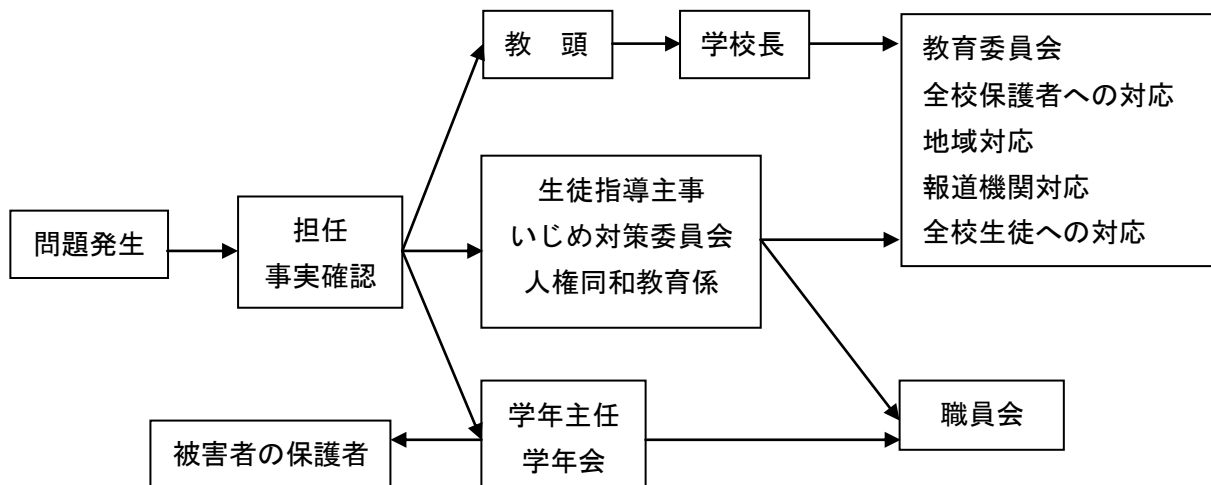 教　頭
学校長
教育委員会
全校保護者への対応
地域対応
報道機関対応
全校生徒への対応
生徒指導主事
いじめ対策委員会
人権同和教育係
問題発生
担任
事実確認
学年主任
学年会
職員会
被害者の保護者